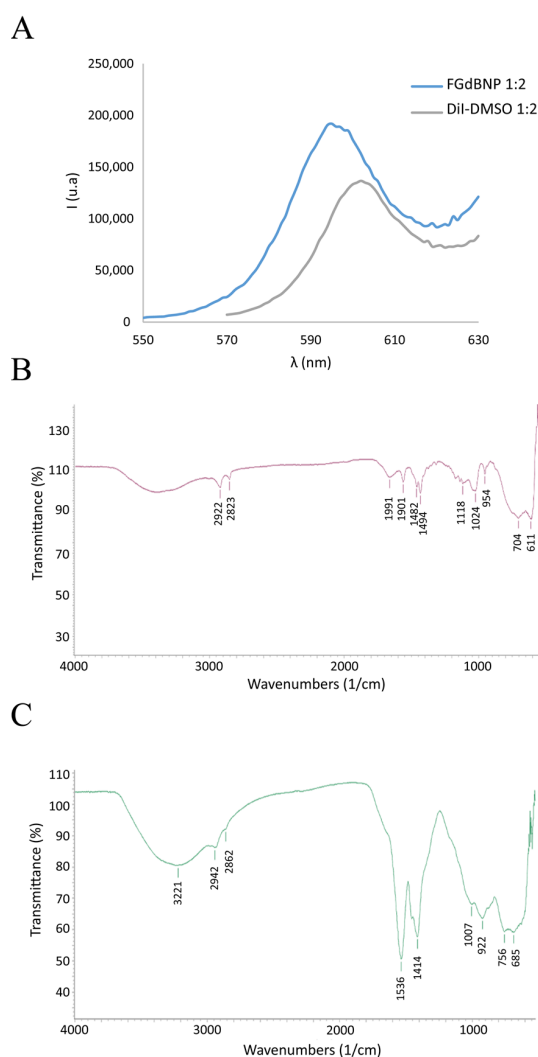 A
250,000
200,000
150,000
100,000
50,000
0
I (u.a)
FGdBNP 1:2
Dil-DMSO 1:2
550 570 590 610 630
λ (nm)
B
130
110
90
70
50
30
Transmittance (%)
2922 2823 1991 1901 1482 1494 1118 1024 954 704 611
4000 3000 2000 1000
Wavenumbers (1/cm)
C
110
100
90
80
70
60
50
40
30
Transmittance (%)
3221 2942 2862 1536 1414 1007 922 756 685
4000 3000 2000 1000
Wavenumbers (1/cm)